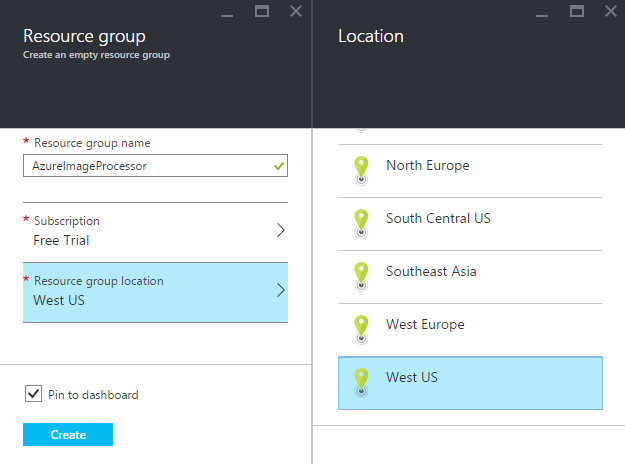 Resource group
Create an empty resource group
* Resource group name
AzureImageProcessor
* Subscription
Free Trial
* Resource group location
West US
Pin to dashboard
Create
Location
North Europe
South Central US
Southeast Asia
West Europe
West US